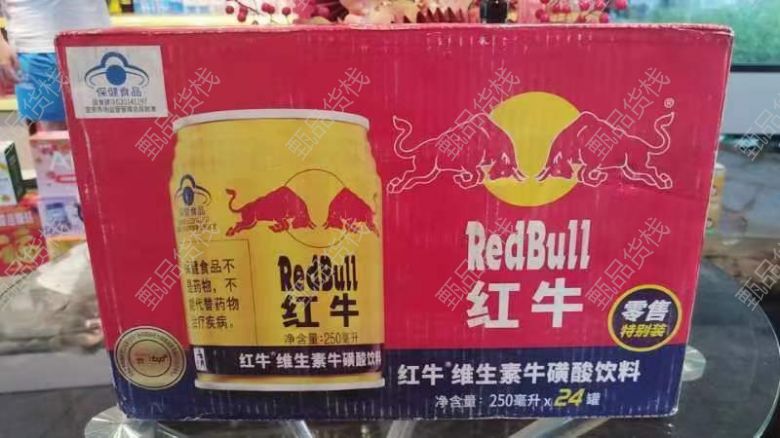 保健食品
RedBull
红牛
零售
特别装
红牛®维生素牛磺酸饮料
净含量：250毫升×24罐
保健食品
保健食品不
是药物，不
能代替药物
治疗疾病。
RedBull
红牛
净含量：250毫升
红牛®维生素牛磺酸饮料
®
甄品货栈